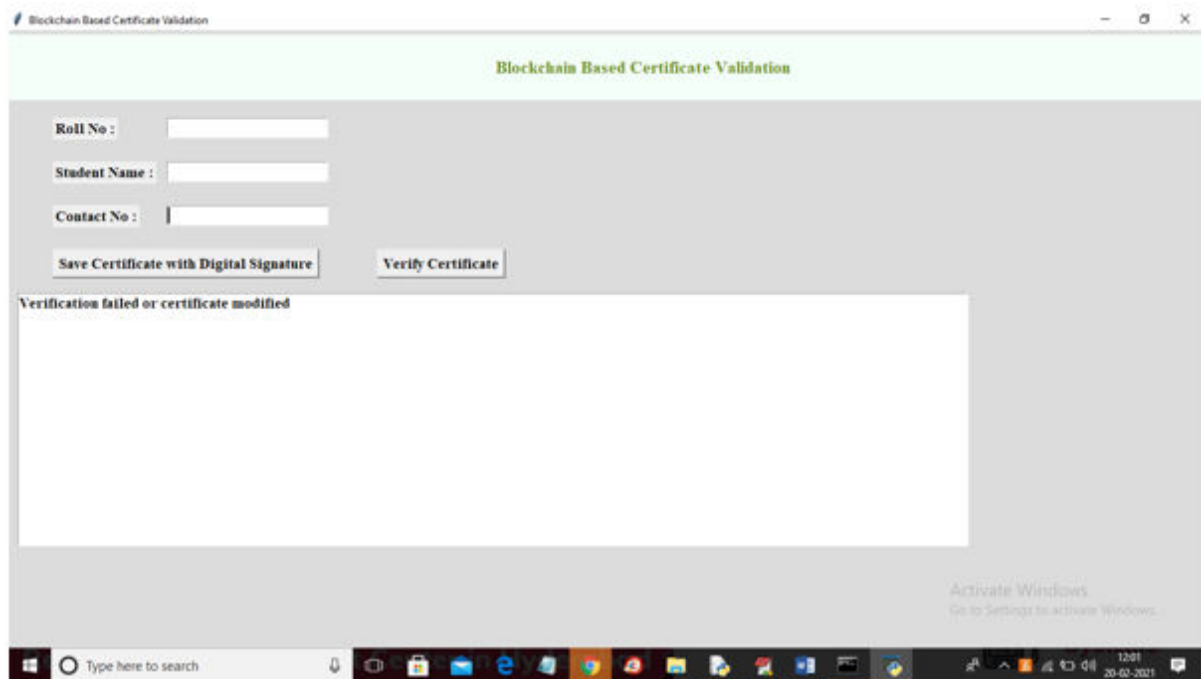 Blockchain Based Certificate Validation
Blockchain Based Certificate Validation
Roll No :
Student Name :
Contact No :
Save Certificate with Digital Signature
Verify Certificate
Verification failed or certificate modified
Activate Windows
Go to Settings to activate Windows.
Type here to search
12:01
20-02-2021